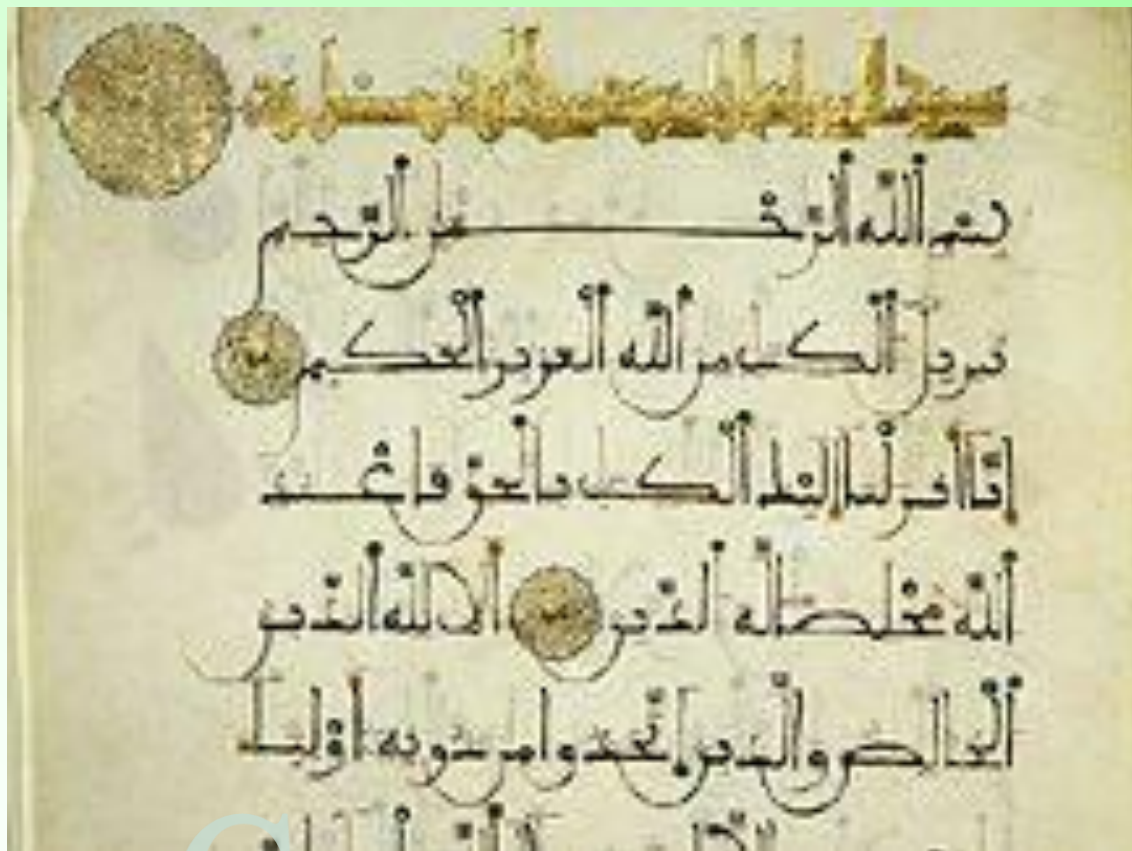 بسم الله الرحمن الرحيم
تنزيل الكتب من الله العزيز الحكيم
إنا أنزلنا إليك الكتب بالحق فاعبد
الله مخلصا له الدين ألا لله الدين
الخالص والذين اتخذوا من دونه أوليا
C